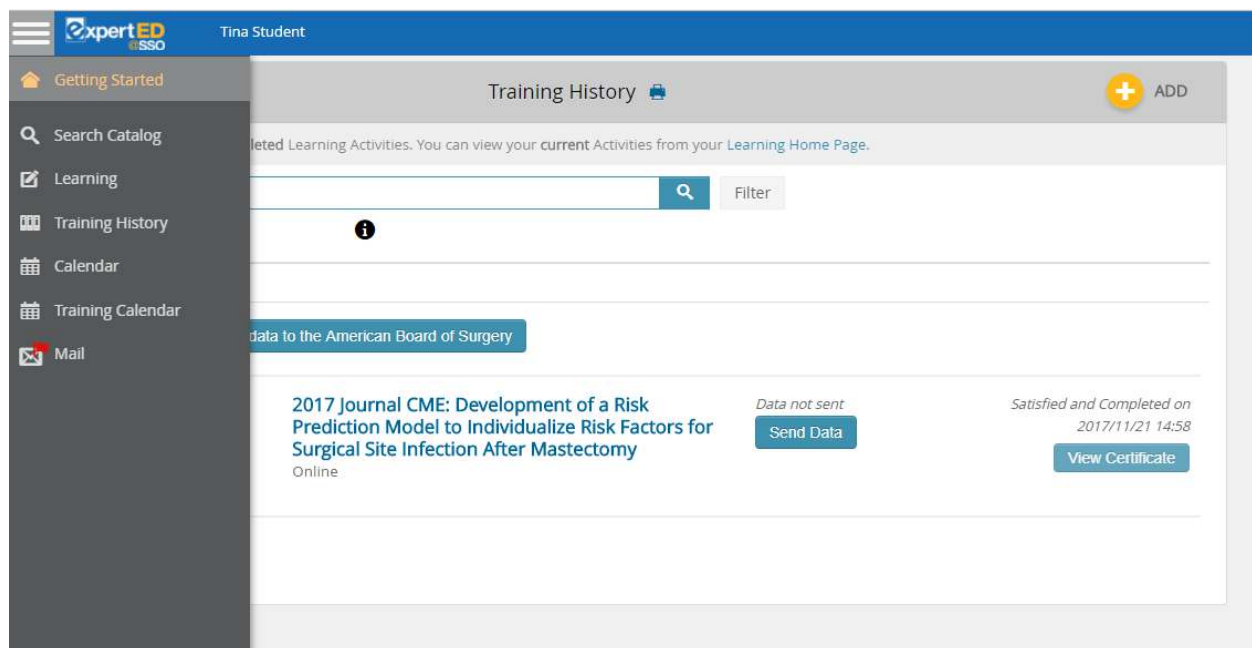 expertED Tina Student
@SSO
Getting Started
Search Catalog
Learning
Training History
Calendar
Training Calendar
Mail
Training History
ADD
leted Learning Activities. You can view your current Activities from your Learning Home Page.
Filter
data to the American Board of Surgery
2017 Journal CME: Development of a Risk
Prediction Model to Individualize Risk Factors for
Surgical Site Infection After Mastectomy
Online
Data not sent
Send Data
Satisfied and Completed on
2017/11/21 14:58
View Certificate